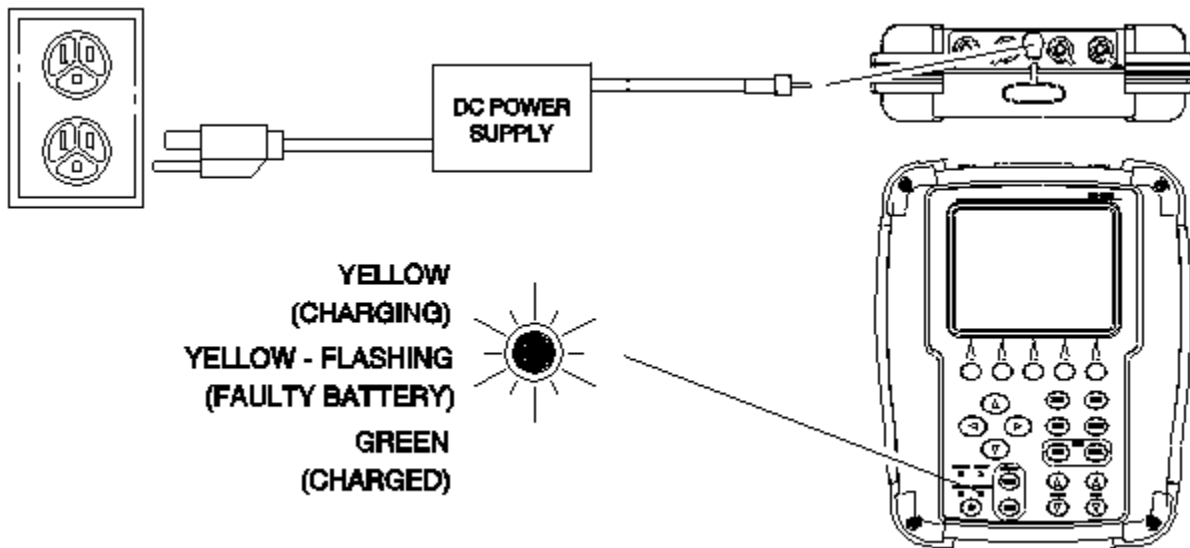 DC POWER
SUPPLY
YELLOW
(CHARGING)
YELLOW - FLASHING
(FAULTY BATTERY)
GREEN
(CHARGED)